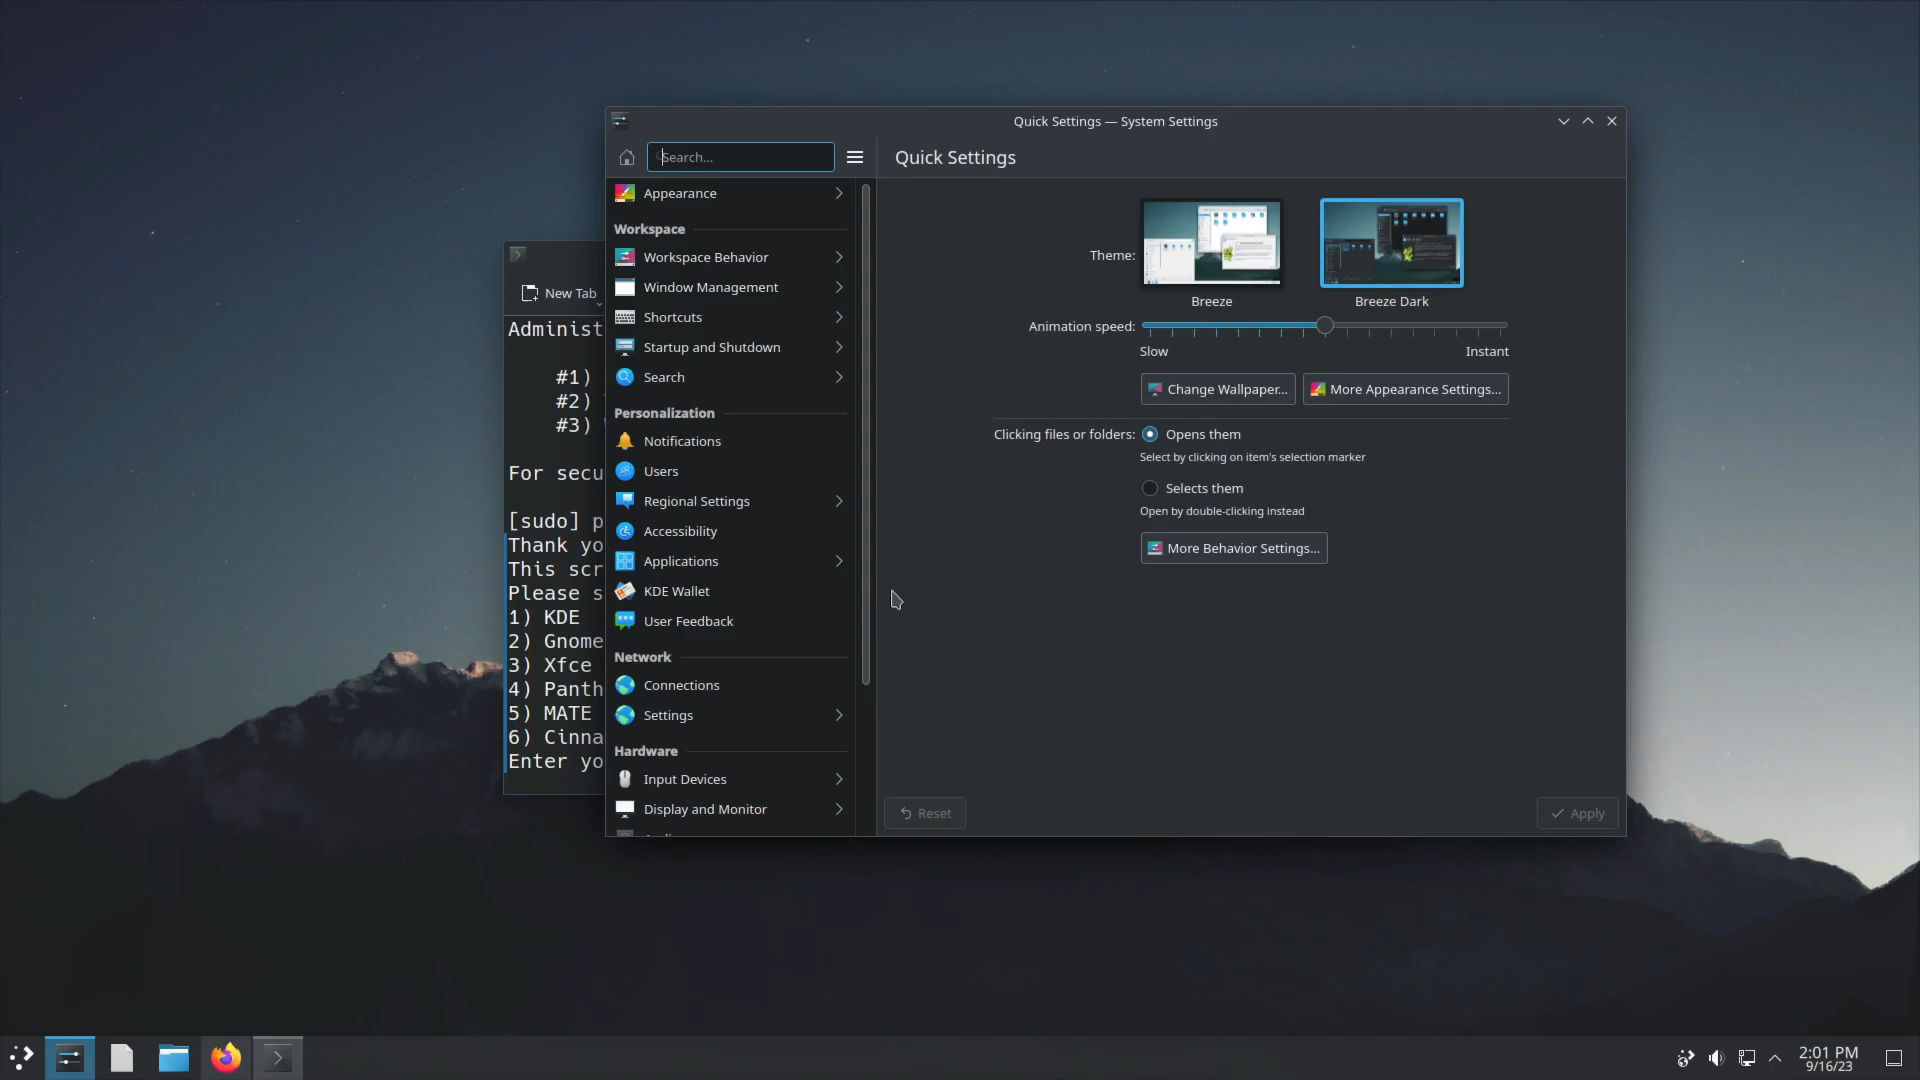 Quick Settings — System Settings
Search...
Quick Settings
Appearance
Workspace
Workspace Behavior
Window Management
Shortcuts
Startup and Shutdown
Search
Personalization
Notifications
Users
Regional Settings
Accessibility
Applications
KDE Wallet
User Feedback
Network
Connections
Settings
Hardware
Input Devices
Display and Monitor
Theme:
Breeze
Breeze Dark
Animation speed:
Slow
Instant
Change Wallpaper...
More Appearance Settings...
Clicking files or folders:
Opens them
Select by clicking on item's selection marker
Selects them
Open by double-clicking instead
More Behavior Settings...
Reset
Apply
New Tab
Administ
#1)
#2)
#3)
For secu
[sudo] p
Thank yo
This scr
Please s
1) KDE
2) Gnome
3) Xfce
4) Panth
5) MATE
6) Cinna
Enter yo
2:01 PM
9/16/23